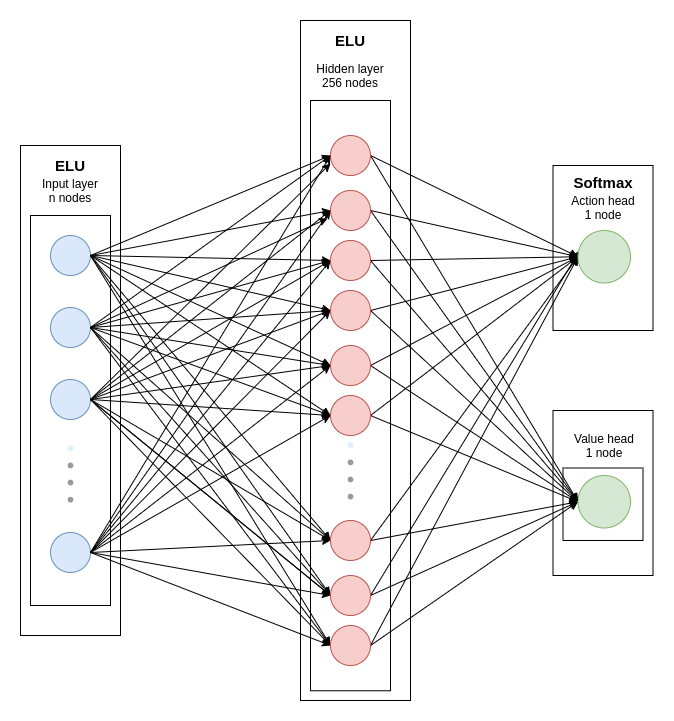 ELU
Input layer
n nodes
ELU
Hidden layer
256 nodes
Softmax
Action head
1 node
Value head
1 node